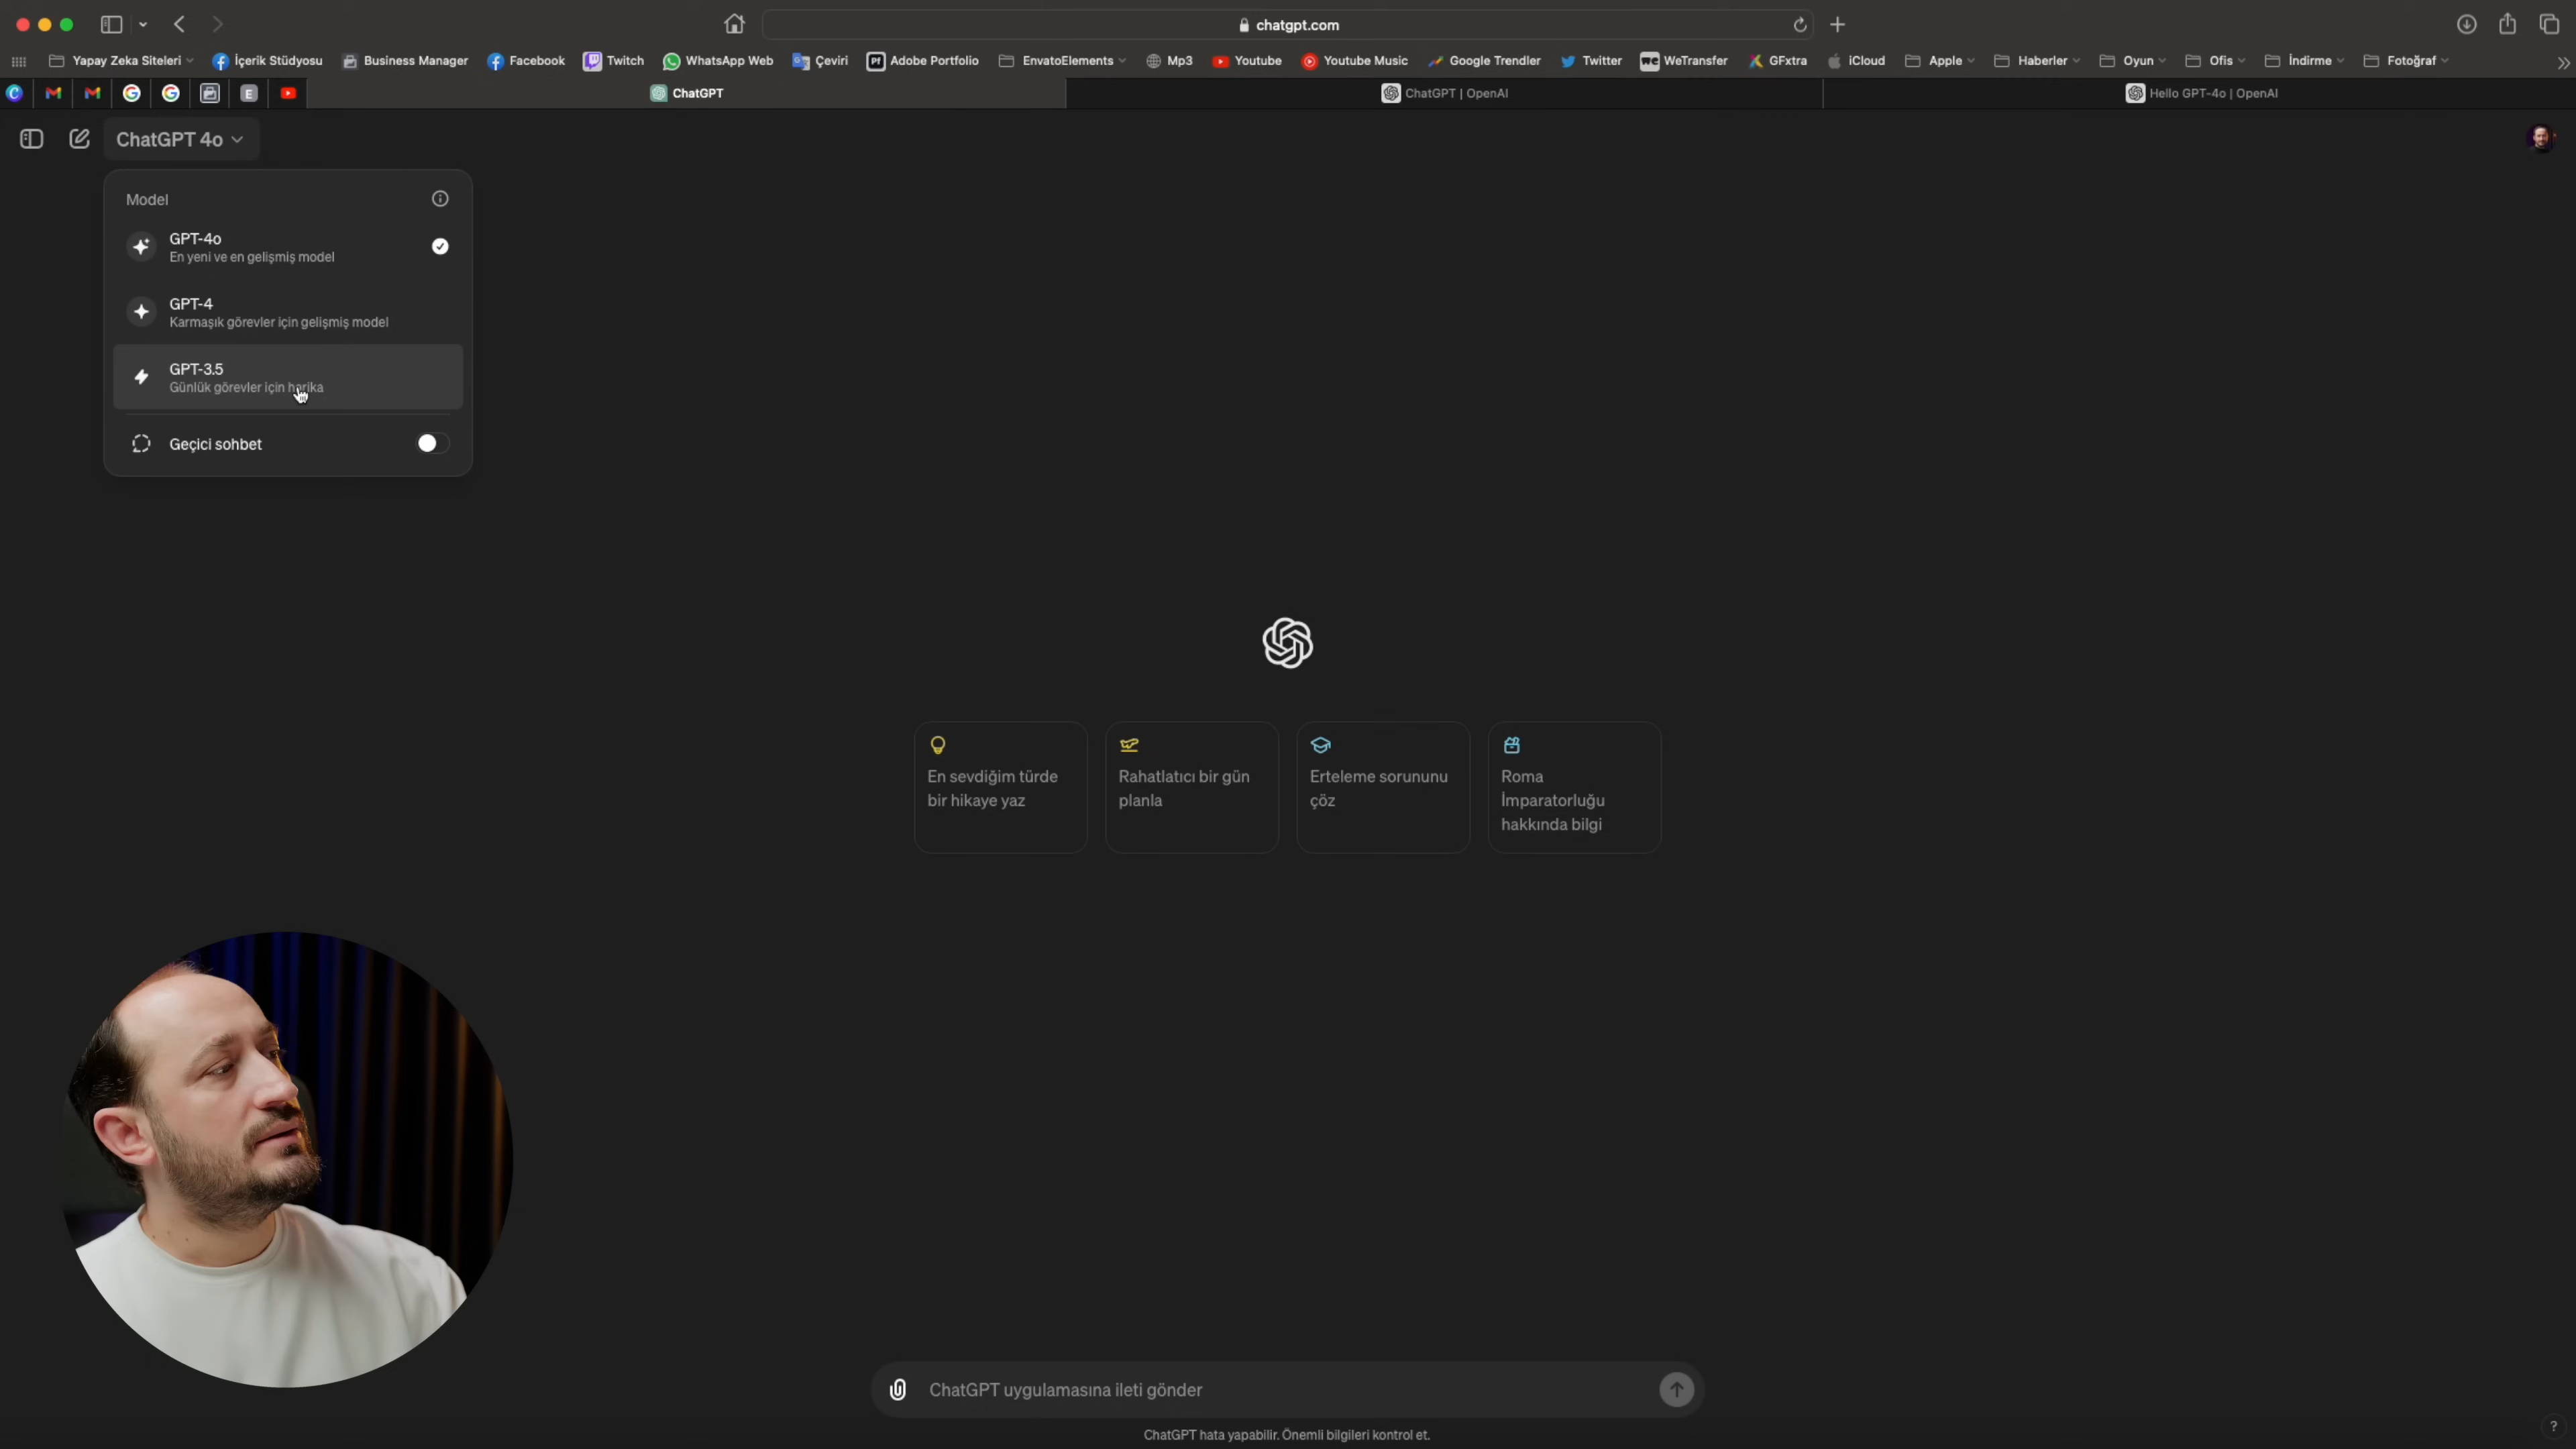 chatgpt.com
Yapay Zeka Siteleri İçerik Stüdyosu Business Manager Facebook Twitch WhatsApp Web Çeviri Adobe Portfolio EnvatoElements Mp3 Youtube Youtube Music Google Trendler Twitter WeTransfer GFxtra iCloud Apple Haberler Oyun Ofis İndirme Fotoğraf
ChatGPT ChatGPT | OpenAI Hello GPT-4o | OpenAI
ChatGPT 4o
Model
GPT-4o
En yeni ve en gelişmiş model
GPT-4
Karmaşık görevler için gelişmiş model
GPT-3.5
Günlük görevler için harika
Geçici sohbet
En sevdiğim türde
bir hikaye yaz
Rahatlatıcı bir gün
planla
Erteleme sorununu
çöz
Roma
İmparatorluğu
hakkında bilgi
ChatGPT uygulamasına ileti gönder
ChatGPT hata yapabilir. Önemli bilgileri kontrol et.
?